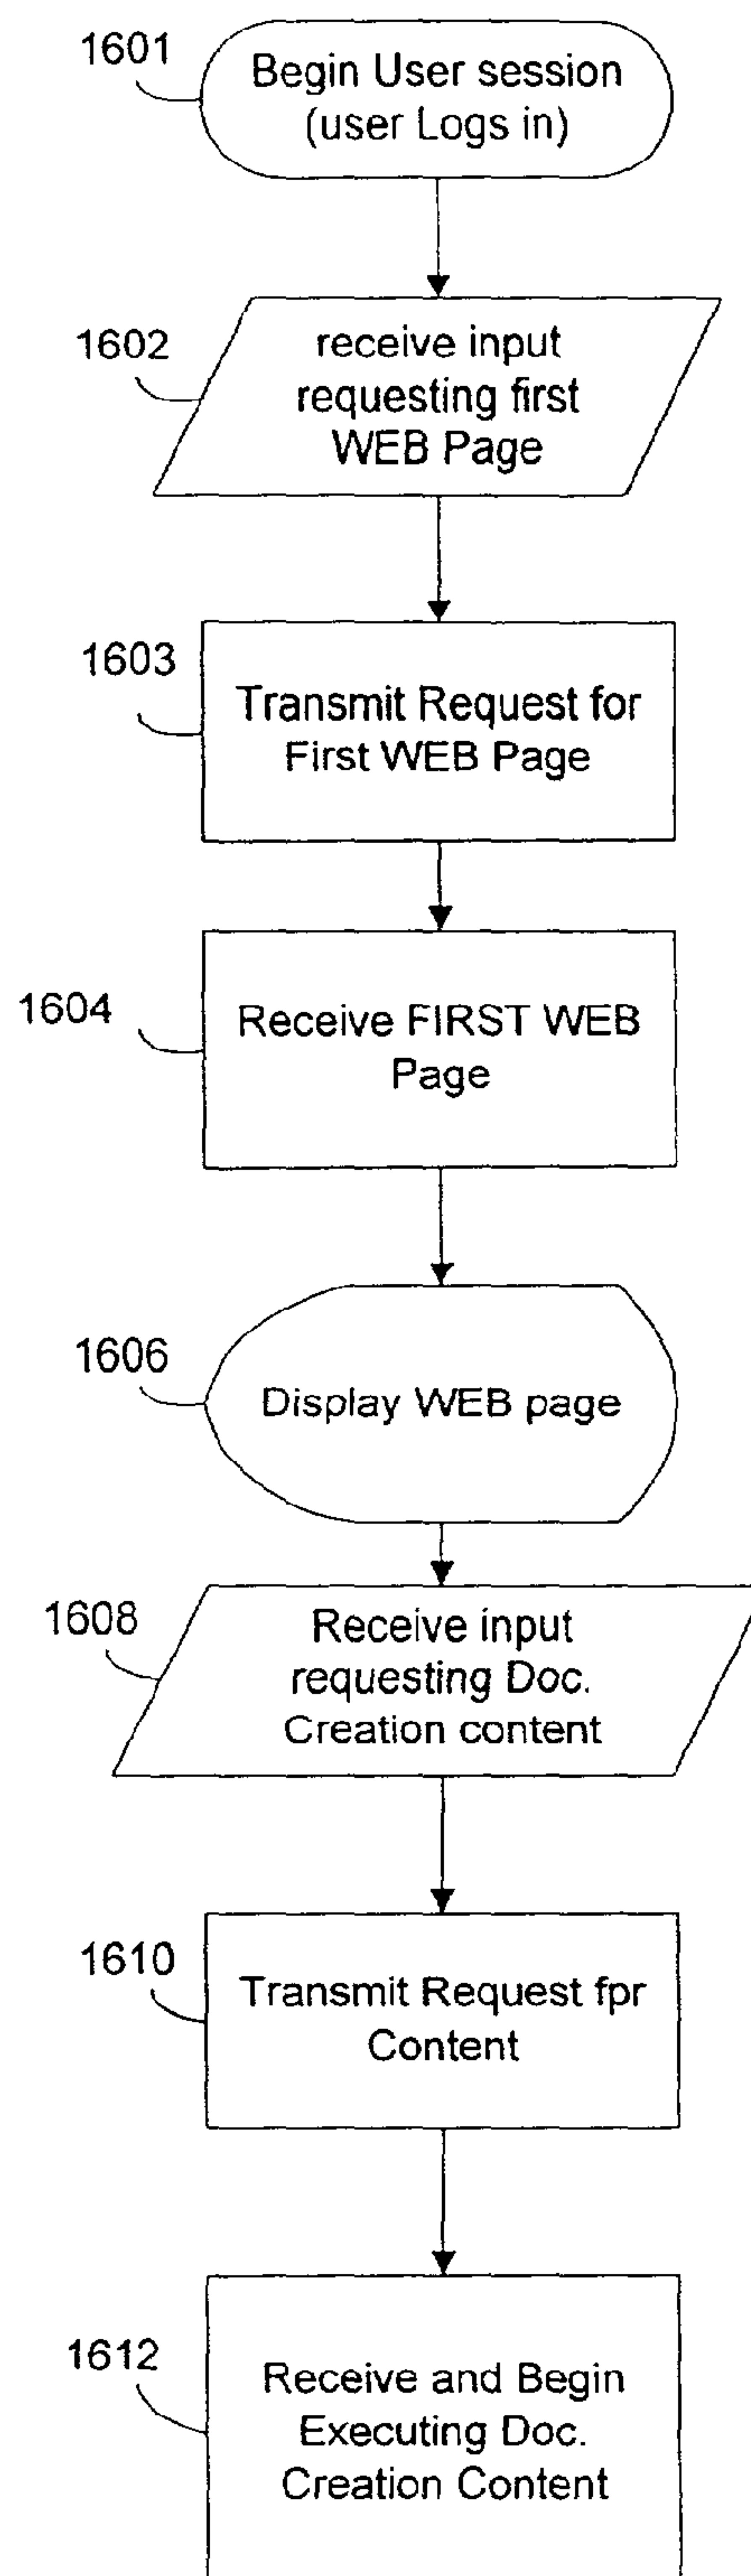 1601
Begin User session
(user Logs in)
1602
receive input
requesting first
WEB Page
1603
Transmit Request for
First WEB Page
1604
Receive FIRST WEB
Page
1606
Display WEB page
1608
Receive input
requesting Doc.
Creation content
1610
Transmit Request fpr
Content
1612
Receive and Begin
Executing Doc.
Creation Content